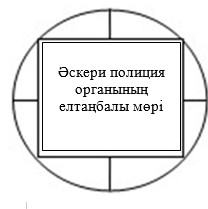 Әскери полиция
органының
елтаңбалы мөрі